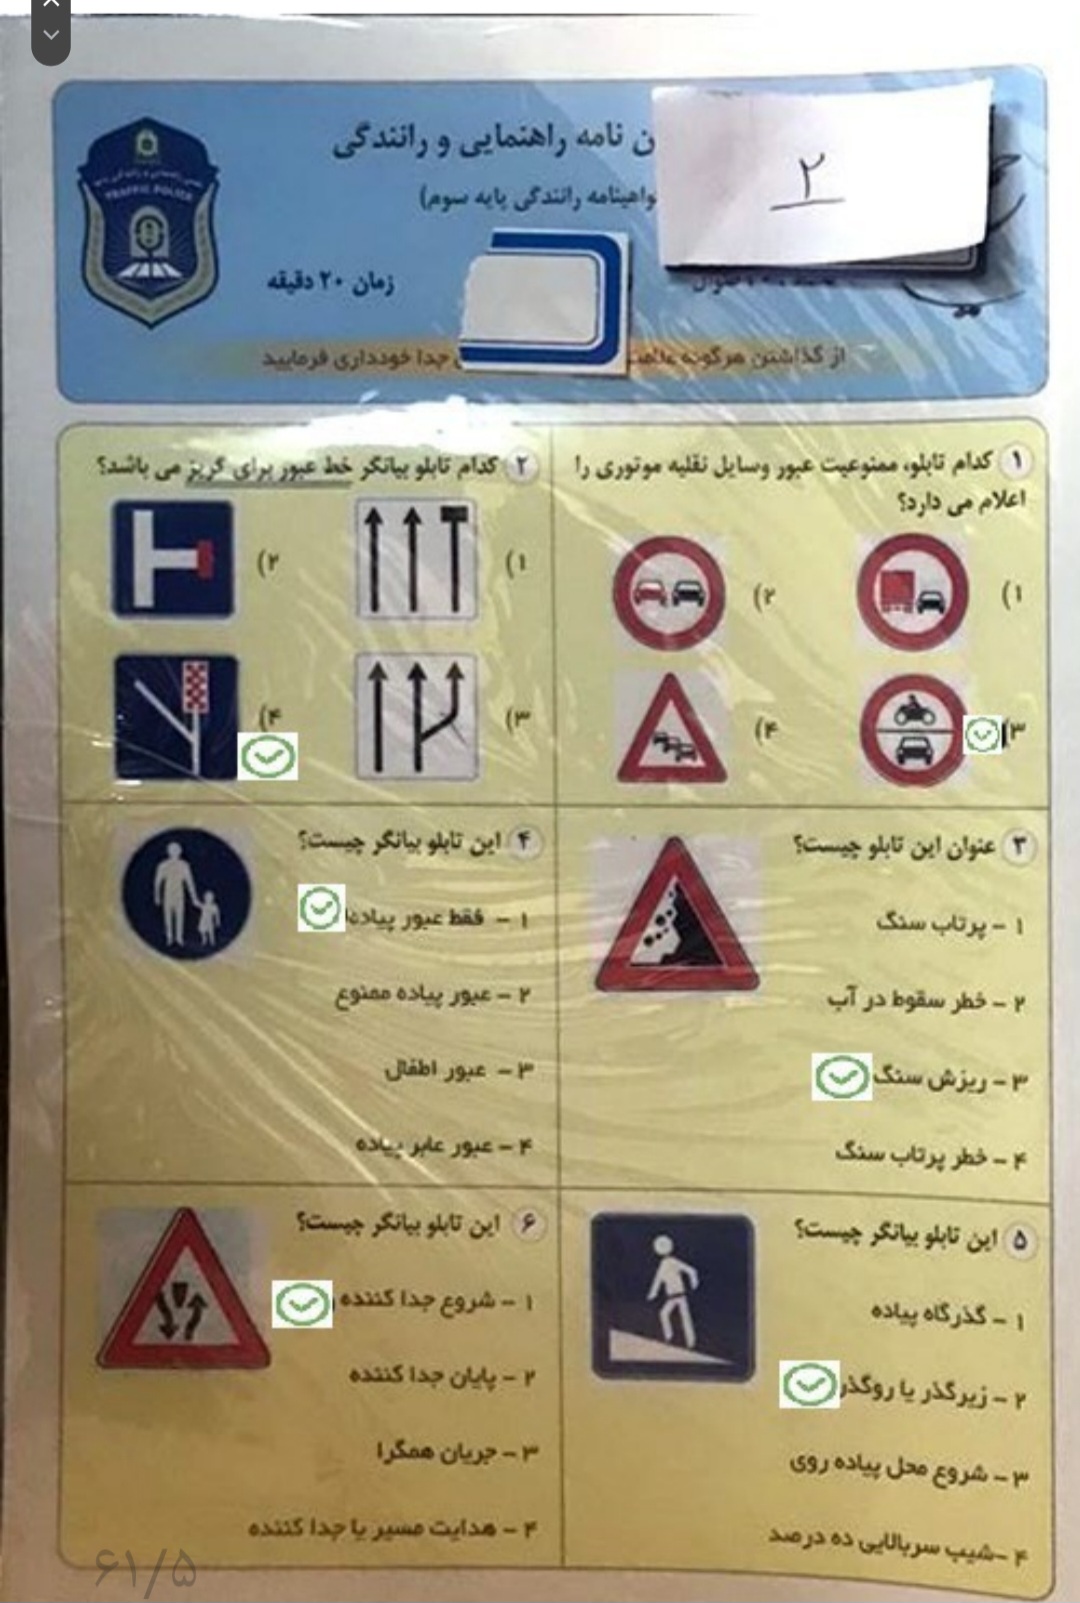 TRAFFIC POLICE
ن نامه راهنمایی و رانندگی
واهینامه رانندگی پایه سوم)
۲
زمان ۲۰ دقیقه
از گذاشتن هرگونه علامت
جدا خودداری فرمایید
۱ کدام تابلو، ممنوعیت عبور وسایل نقلیه موتوری را
اعلام می دارد؟
۱)
۲)
۳)
۴)
۲ کدام تابلو بیانگر خط عبور برای گریز می باشد؟
۱)
۲)
۳)
۴)
۳ عنوان این تابلو چیست؟
۱ - پرتاب سنگ
۲ - خطر سقوط در آب
۳ - ریزش سنگ
۴ - خطر پرتاب سنگ
۴ این تابلو بیانگر چیست؟
۱ - فقط عبور پیاده
۲ - عبور پیاده ممنوع
۳ - عبور اطفال
۴ - عبور عابر پیاده
۵ این تابلو بیانگر چیست؟
۱ - گذرگاه پیاده
۲ - زیرگذر یا روگذر
۳ - شروع محل پیاده روی
۴ -شیب سربالایی ده درصد
۶ این تابلو بیانگر چیست؟
۱ - شروع جدا کننده
۲ - پایان جدا کننده
۳ - جریان همگرا
۴ - هدایت مسیر یا جدا کننده
۶۱/۵